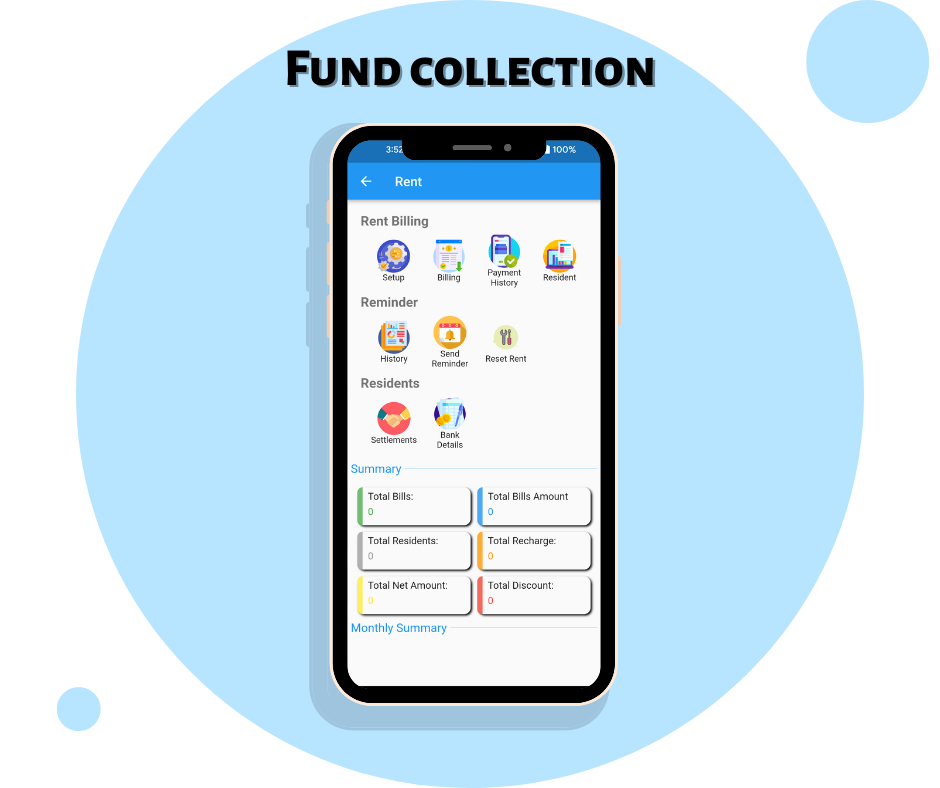 Fund collection
3:52
100%
Rent
Rent Billing
Setup
Billing
Payment
History
Resident
Reminder
History
Send
Reminder
Reset Rent
Residents
Settlements
Bank
Details
Summary
Total Bills:
0
Total Bills Amount
0
Total Residents:
0
Total Recharge:
0
Total Net Amount:
0
Total Discount:
0
Monthly Summary